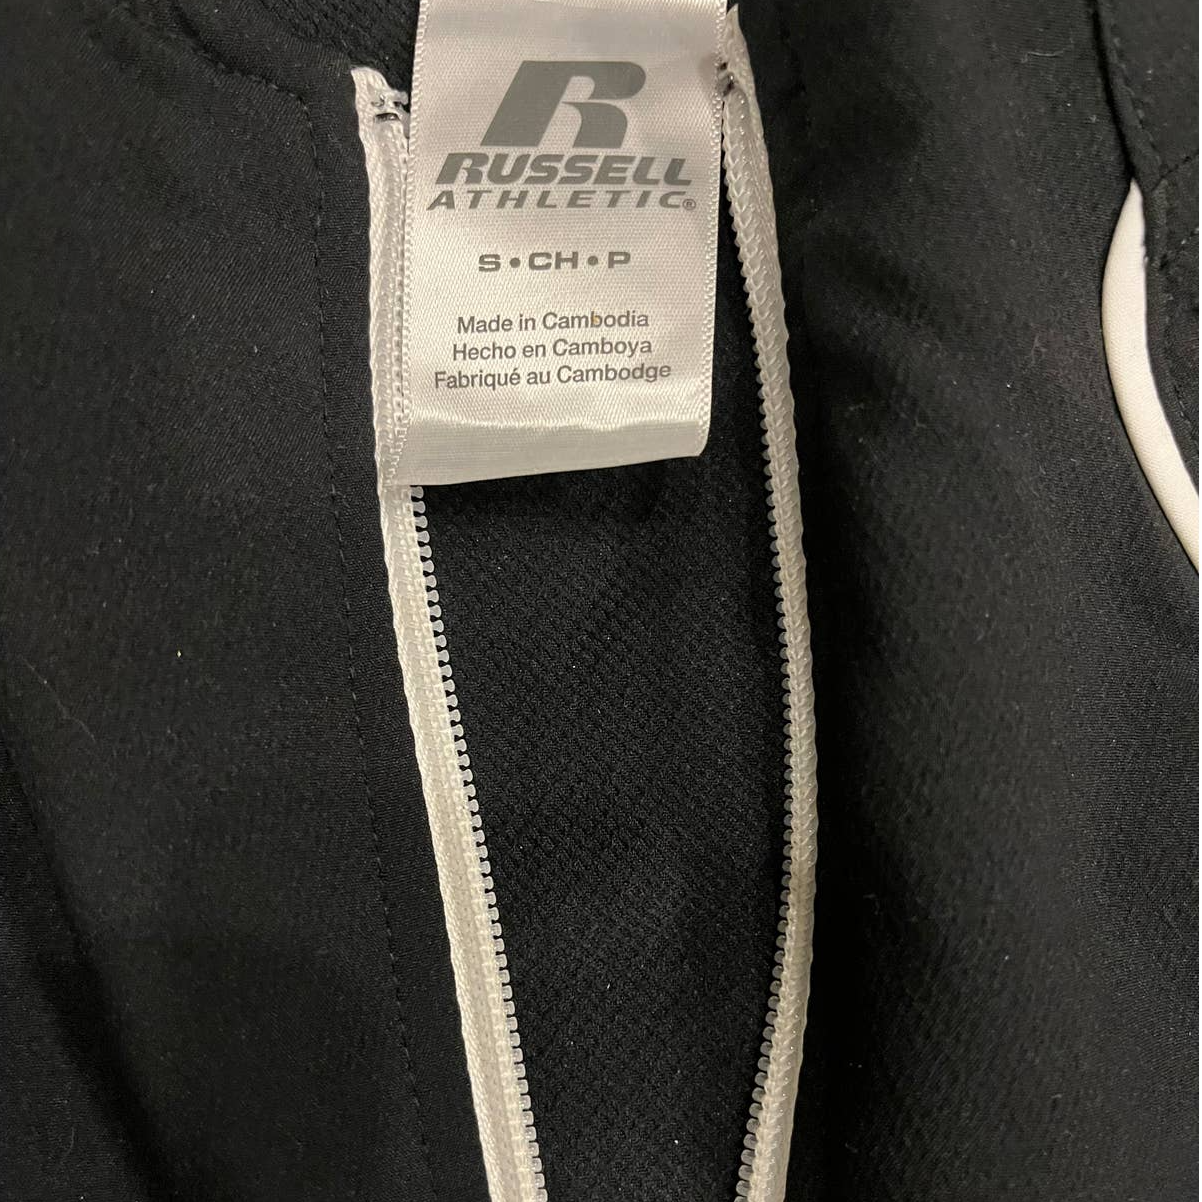 R
RUSSELL
ATHLETIC®
S•CH•P
Made in Cambodia
Hecho en Camboya
Fabriqué au Cambodge